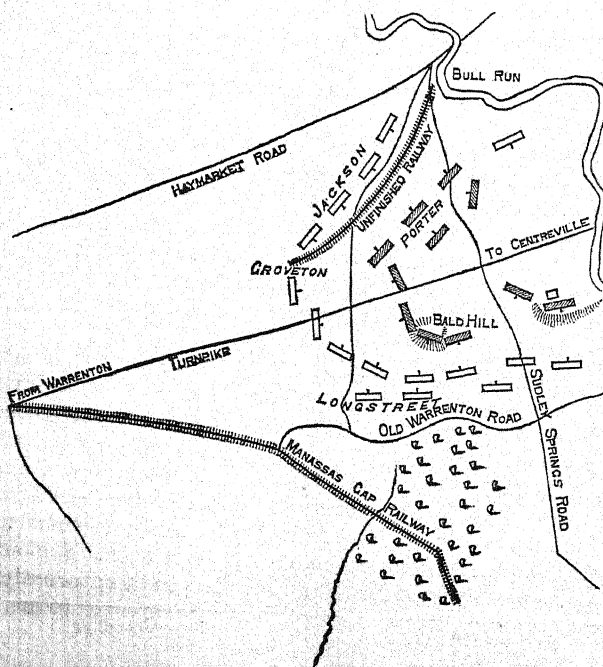 BULL RUN
HAYMARKET ROAD
JACKSON
UNFINISHED RAILWAY
PORTER
TO CENTREVILLE
GROVETON
BALD HILL
FROM WARRENTON
TURNPIKE
LONGSTREET
OLD WARRENTON ROAD
SUDLEY SPRINGS ROAD
MANASSAS GAP RAILWAY